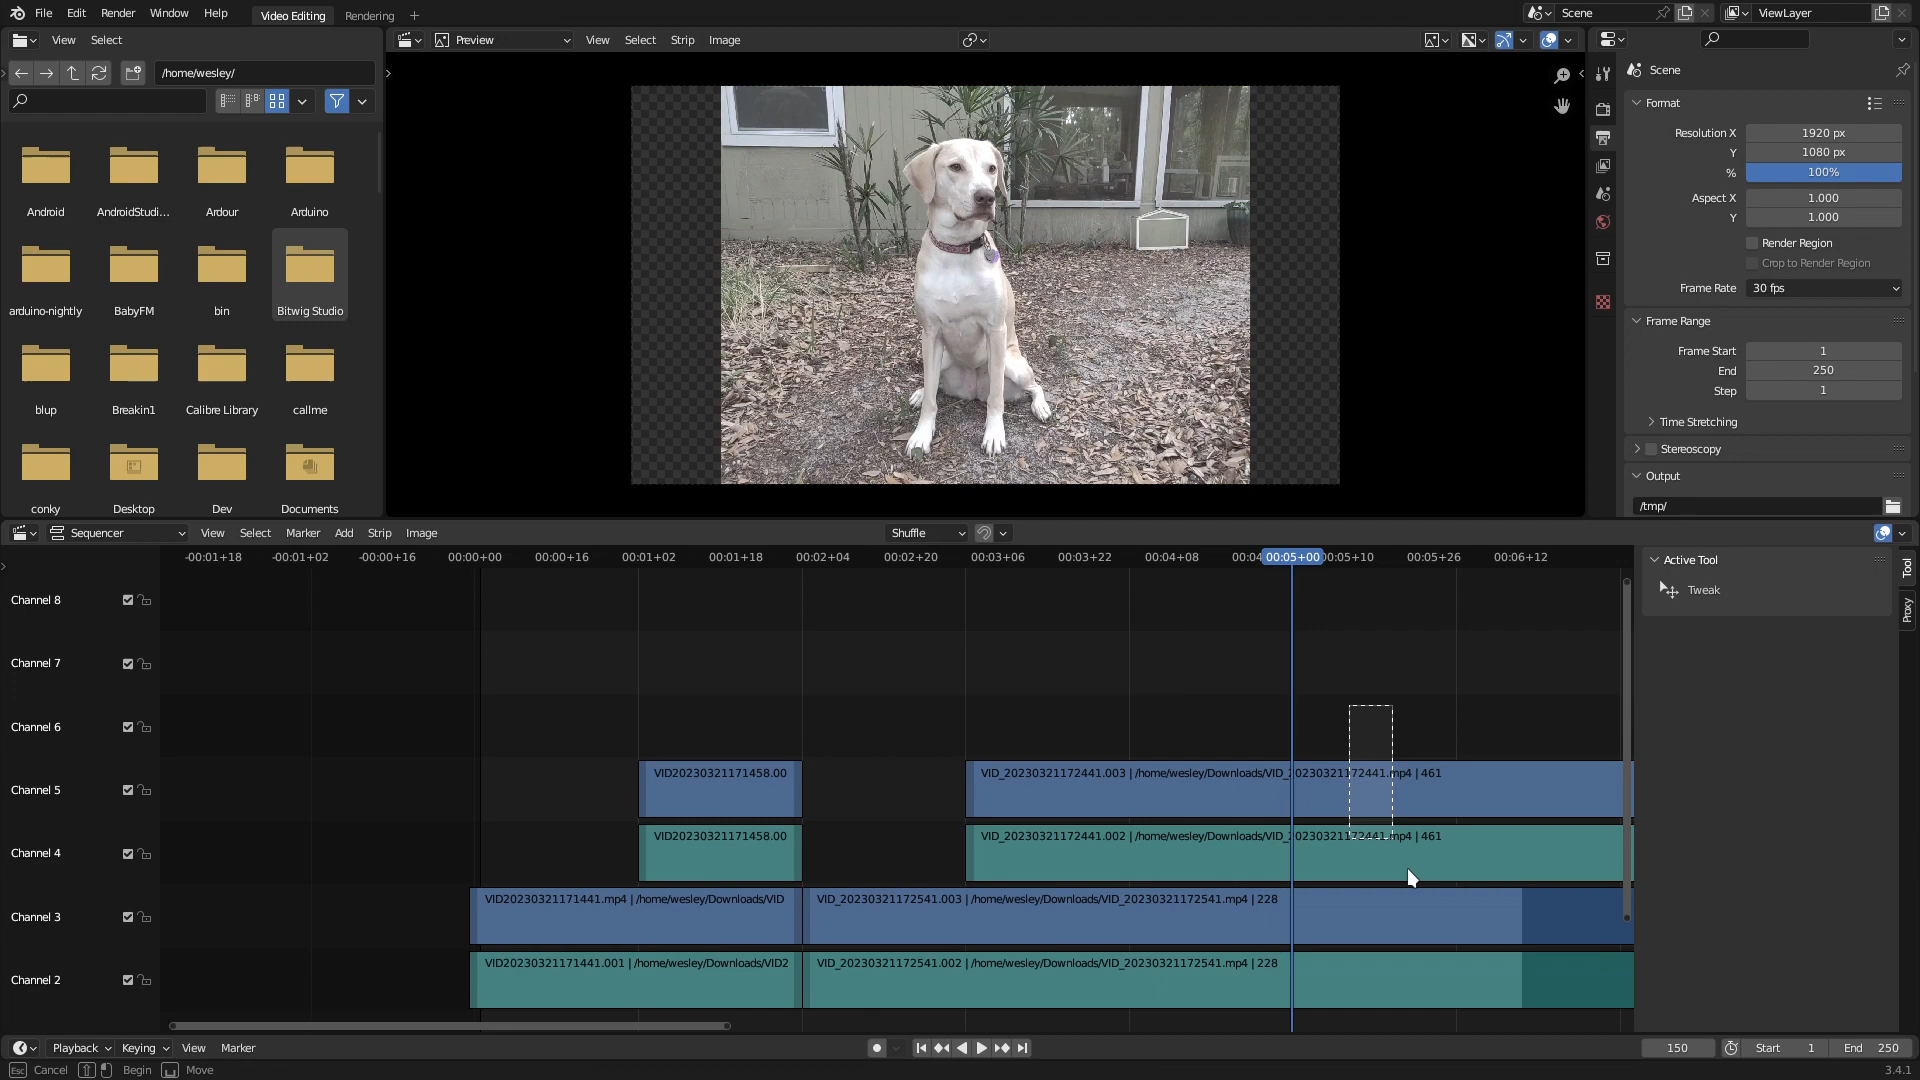 File Edit Render Window Help Video Editing Rendering + Scene ViewLayer
View Select Preview View Select Strip Image
/home/wesley/
Scene
Format
Resolution X 1920 px
Y 1080 px
% 100%
Aspect X 1.000
Y 1.000
Render Region
Crop to Render Region
Frame Rate 30 fps
Frame Range
Frame Start 1
End 250
Step 1
Time Stretching
Stereoscopy
Output
/tmp/
Android AndroidStudi... Ardour Arduino
arduino-nightly BabyFM bin Bitwig Studio
blup Breakin1 Calibre Library callme
conky Desktop Dev Documents
Sequencer View Select Marker Add Strip Image Shuffle
-00:01+18 -00:01+02 -00:00+16 00:00+00 00:00+16 00:01+02 00:01+18 00:02+04 00:02+20 00:03+06 00:03+22 00:04+08 00:04 00:05+00 00:05+10 00:05+26 00:06+12
Active Tool
Tweak
Tool
Proxy
Channel 8
Channel 7
Channel 6
Channel 5
VID20230321171458.00
VID_20230321172441.003 | /home/wesley/Downloads/VID_20230321172441.mp4 | 461
Channel 4
VID20230321171458.00
VID_20230321172441.002 | /home/wesley/Downloads/VID_20230321172441.mp4 | 461
Channel 3
VID20230321171441.mp4 | /home/wesley/Downloads/VID
VID_20230321172541.003 | /home/wesley/Downloads/VID_20230321172541.mp4 | 228
Channel 2
VID20230321171441.001 | /home/wesley/Downloads/VID2
VID_20230321172541.002 | /home/wesley/Downloads/VID_20230321172541.mp4 | 228
Playback Keying View Marker 150 Start 1 End 250
Esc Cancel Begin Move 3.4.1